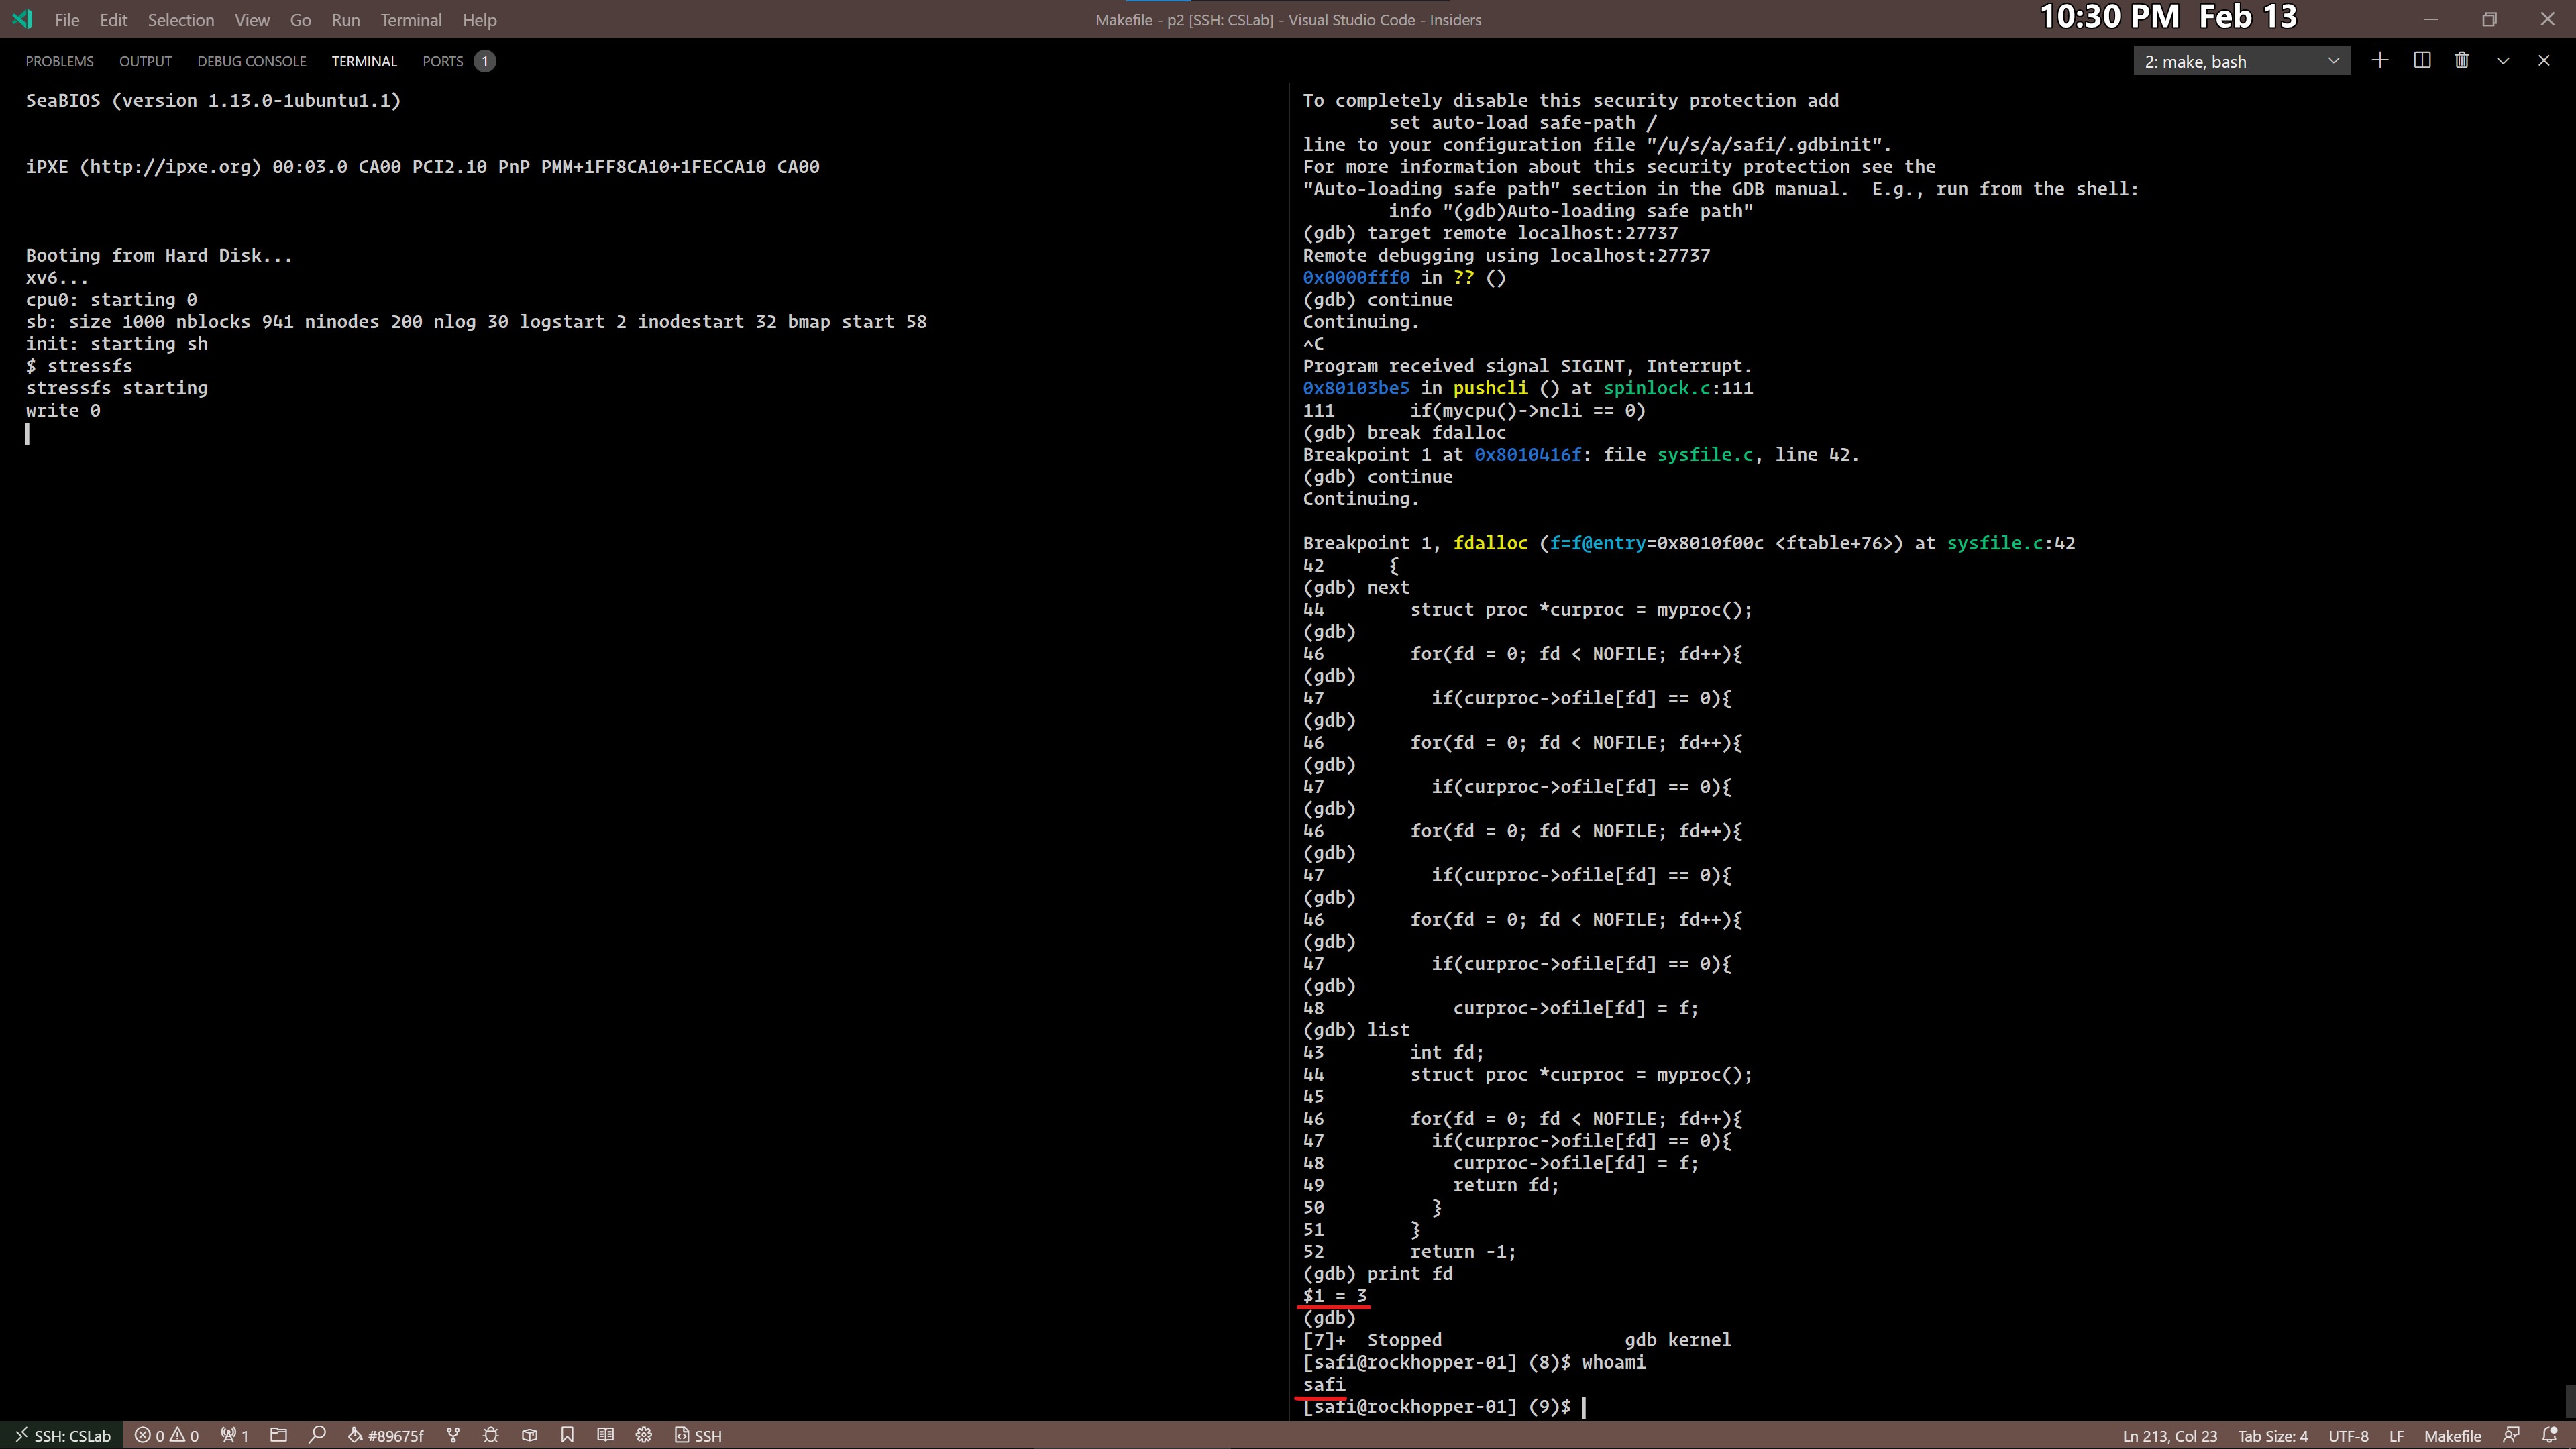 File Edit Selection View Go Run Terminal Help
Makefile - p2 [SSH: CSLab] - Visual Studio Code - Insiders
10:30 PM Feb 13
PROBLEMS OUTPUT DEBUG CONSOLE TERMINAL PORTS 1
2: make, bash
SeaBIOS (version 1.13.0-1ubuntu1.1)
iPXE (http://ipxe.org) 00:03.0 CA00 PCI2.10 PnP PMM+1FF8CA10+1FECCA10 CA00
Booting from Hard Disk...
xv6...
cpu0: starting 0
sb: size 1000 nblocks 941 ninodes 200 nlog 30 logstart 2 inodestart 32 bmap start 58
init: starting sh
$ stressfs
stressfs starting
write 0
To completely disable this security protection add
set auto-load safe-path /
line to your configuration file "/u/s/a/safi/.gdbinit".
For more information about this security protection see the
"Auto-loading safe path" section in the GDB manual.  E.g., run from the shell:
info "(gdb)Auto-loading safe path"
(gdb) target remote localhost:27737
Remote debugging using localhost:27737
0x0000fff0 in ?? ()
(gdb) continue
Continuing.
^C
Program received signal SIGINT, Interrupt.
0x80103be5 in pushcli () at spinlock.c:111
111 if(mycpu()->ncli == 0)
(gdb) break fdalloc
Breakpoint 1 at 0x8010416f: file sysfile.c, line 42.
(gdb) continue
Continuing.
Breakpoint 1, fdalloc (f=f@entry=0x8010f00c <ftable+76>) at sysfile.c:42
42 {
(gdb) next
44 struct proc *curproc = myproc();
(gdb)
46 for(fd = 0; fd < NOFILE; fd++){
(gdb)
47 if(curproc->ofile[fd] == 0){
(gdb)
46 for(fd = 0; fd < NOFILE; fd++){
(gdb)
47 if(curproc->ofile[fd] == 0){
(gdb)
46 for(fd = 0; fd < NOFILE; fd++){
(gdb)
47 if(curproc->ofile[fd] == 0){
(gdb)
46 for(fd = 0; fd < NOFILE; fd++){
(gdb)
47 if(curproc->ofile[fd] == 0){
(gdb)
48 curproc->ofile[fd] = f;
(gdb) list
43 int fd;
44 struct proc *curproc = myproc();
45
46 for(fd = 0; fd < NOFILE; fd++){
47 if(curproc->ofile[fd] == 0){
48 curproc->ofile[fd] = f;
49 return fd;
50 }
51 }
52 return -1;
(gdb) print fd
$1 = 3
(gdb)
[7]+  Stopped gdb kernel
[safi@rockhopper-01] (8)$ whoami
safi
[safi@rockhopper-01] (9)$
SSH: CSLab 0 0 1 #89675f SSH
Ln 213, Col 23 Tab Size: 4 UTF-8 LF Makefile